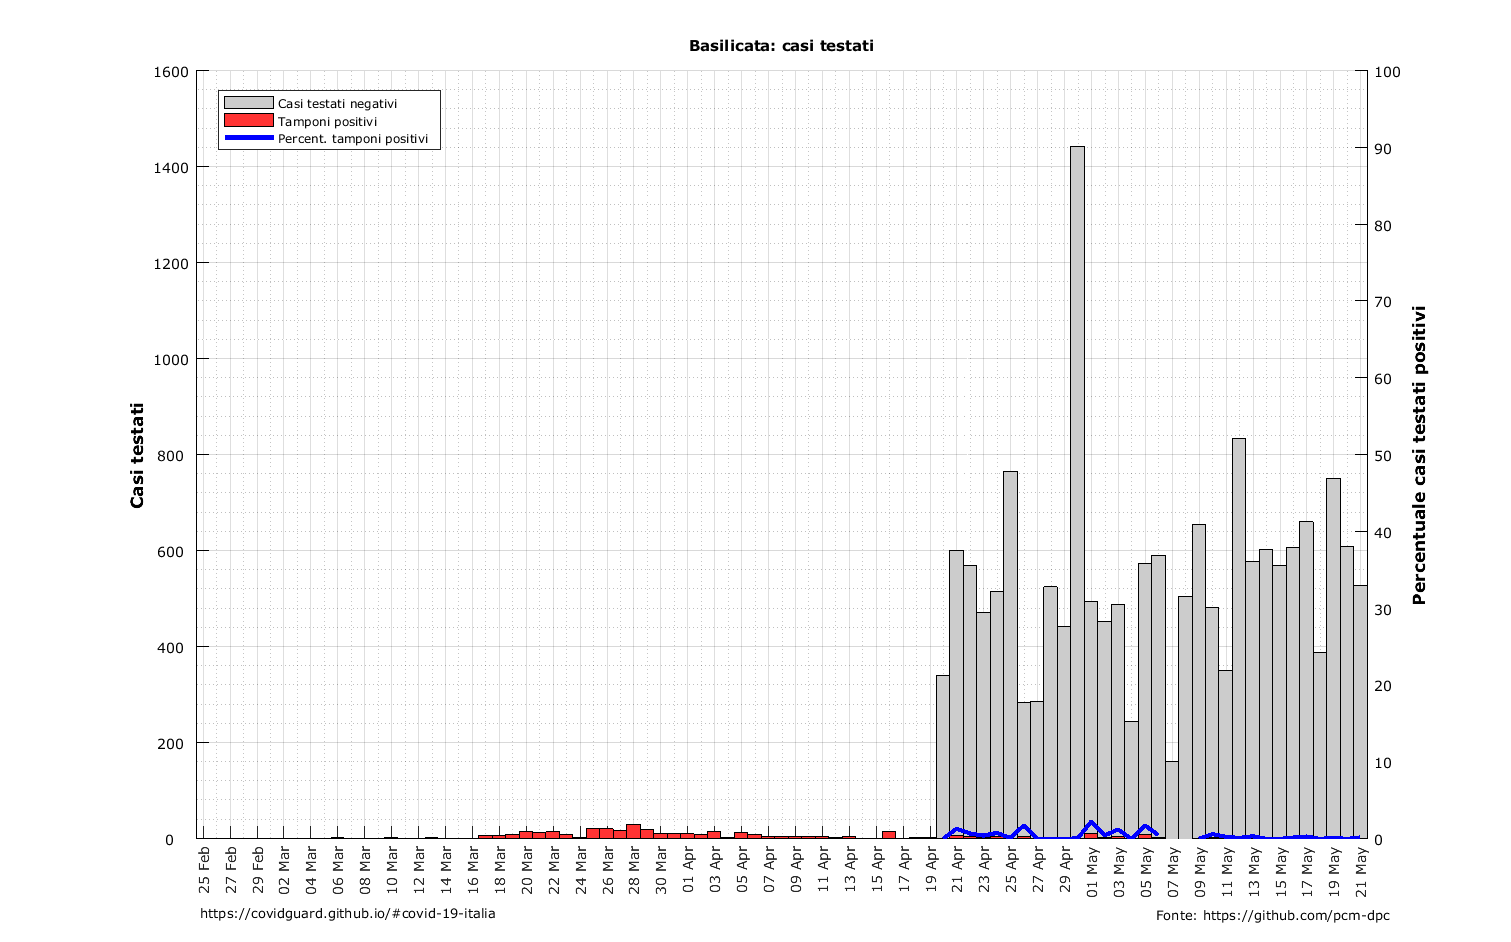 Basilicata: casi testati
Casi testati negativi
Tamponi positivi
Percent. tamponi positivi
Casi testati
1600
1400
1200
1000
800
600
400
200
0
Percentuale casi testati positivi
100
90
80
70
60
50
40
30
20
10
0
25 Feb
27 Feb
29 Feb
02 Mar
04 Mar
06 Mar
08 Mar
10 Mar
12 Mar
14 Mar
16 Mar
18 Mar
20 Mar
22 Mar
24 Mar
26 Mar
28 Mar
30 Mar
01 Apr
03 Apr
05 Apr
07 Apr
09 Apr
11 Apr
13 Apr
15 Apr
17 Apr
19 Apr
21 Apr
23 Apr
25 Apr
27 Apr
29 Apr
01 May
03 May
05 May
07 May
09 May
11 May
13 May
15 May
17 May
19 May
21 May
https://covidguard.github.io/#covid-19-italia
Fonte: https://github.com/pcm-dpc